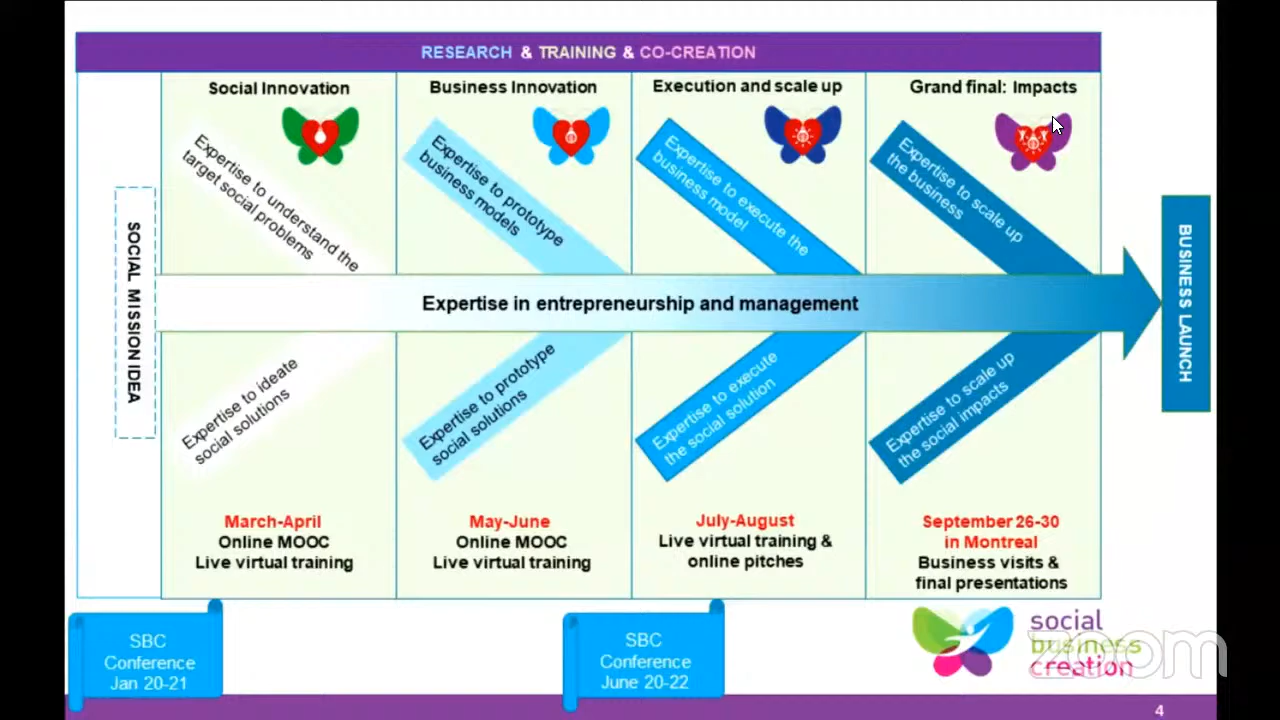 RESEARCH & TRAINING & CO-CREATION
Social Innovation
Business Innovation
Execution and scale up
Grand final: Impacts
Expertise to understand the
target social problems
Expertise to prototype
business models
Expertise to execute the
business model
Expertise to scale up
the business
SOCIAL MISSION IDEA
Expertise in entrepreneurship and management
BUSINESS LAUNCH
Expertise to ideate
social solutions
Expertise to prototype
social solutions
Expertise to execute
the social solution
Expertise to scale up
the social impacts
March-April
Online MOOC
Live virtual training
May-June
Online MOOC
Live virtual training
July-August
Live virtual training &
online pitches
September 26-30
in Montreal
Business visits &
final presentations
SBC
Conference
Jan 20-21
SBC
Conference
June 20-22
social
business
creation
zoom
4